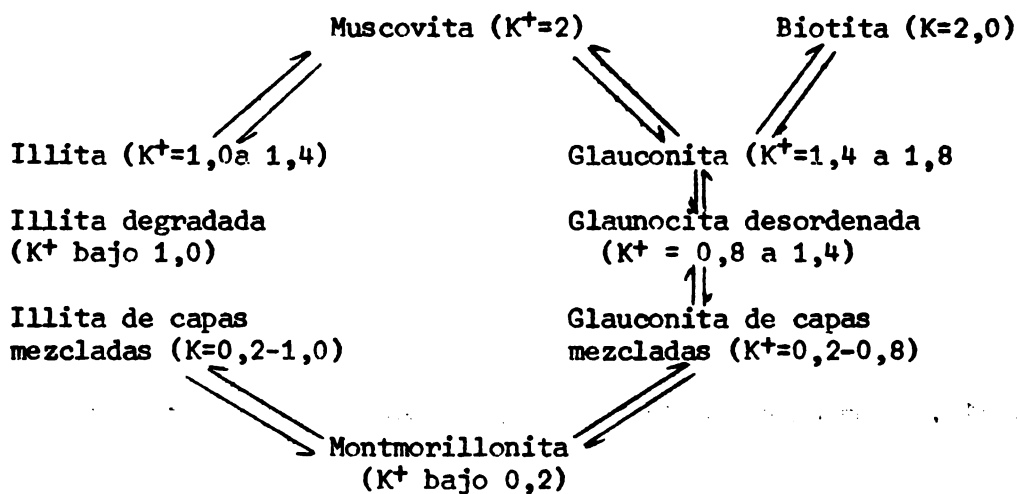 Muscovita (K+=2) Biotita (K=2,0)
Illita (K+=1,0a 1,4) Glauconita (K+=1,4 a 1,8
Illita degradada Glaunocita desordenada
(K+ bajo 1,0) (K+ = 0,8 a 1,4)
Illita de capas Glauconita de capas
mezcladas (K=0,2-1,0) mezcladas (K+=0,2-0,8)
Montmorillonita
(K+ bajo 0,2)